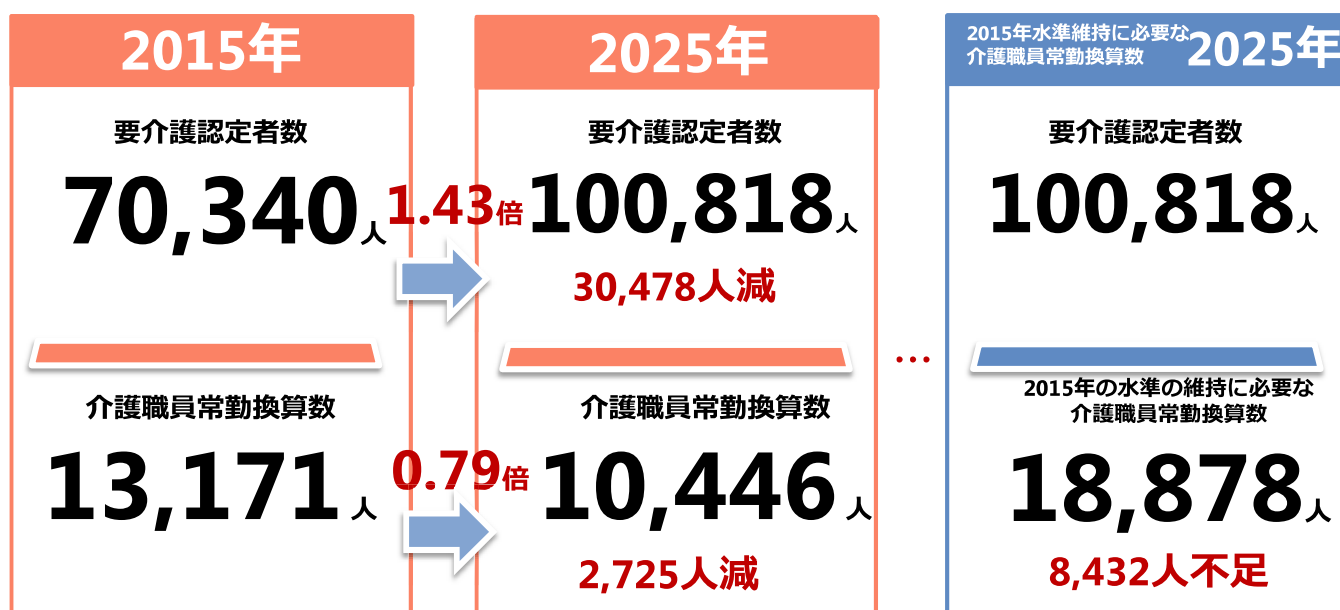 2015年
要介護認定者数
70,340人
1.43倍
介護職員常勤換算数
13,171人
0.79倍
2025年
要介護認定者数
100,818人
30,478人減
介護職員常勤換算数
10,446人
2,725人減
…
2015年水準維持に必要な
介護職員常勤換算数
2025年
要介護認定者数
100,818人
2015年の水準の維持に必要な
介護職員常勤換算数
18,878人
8,432人不足